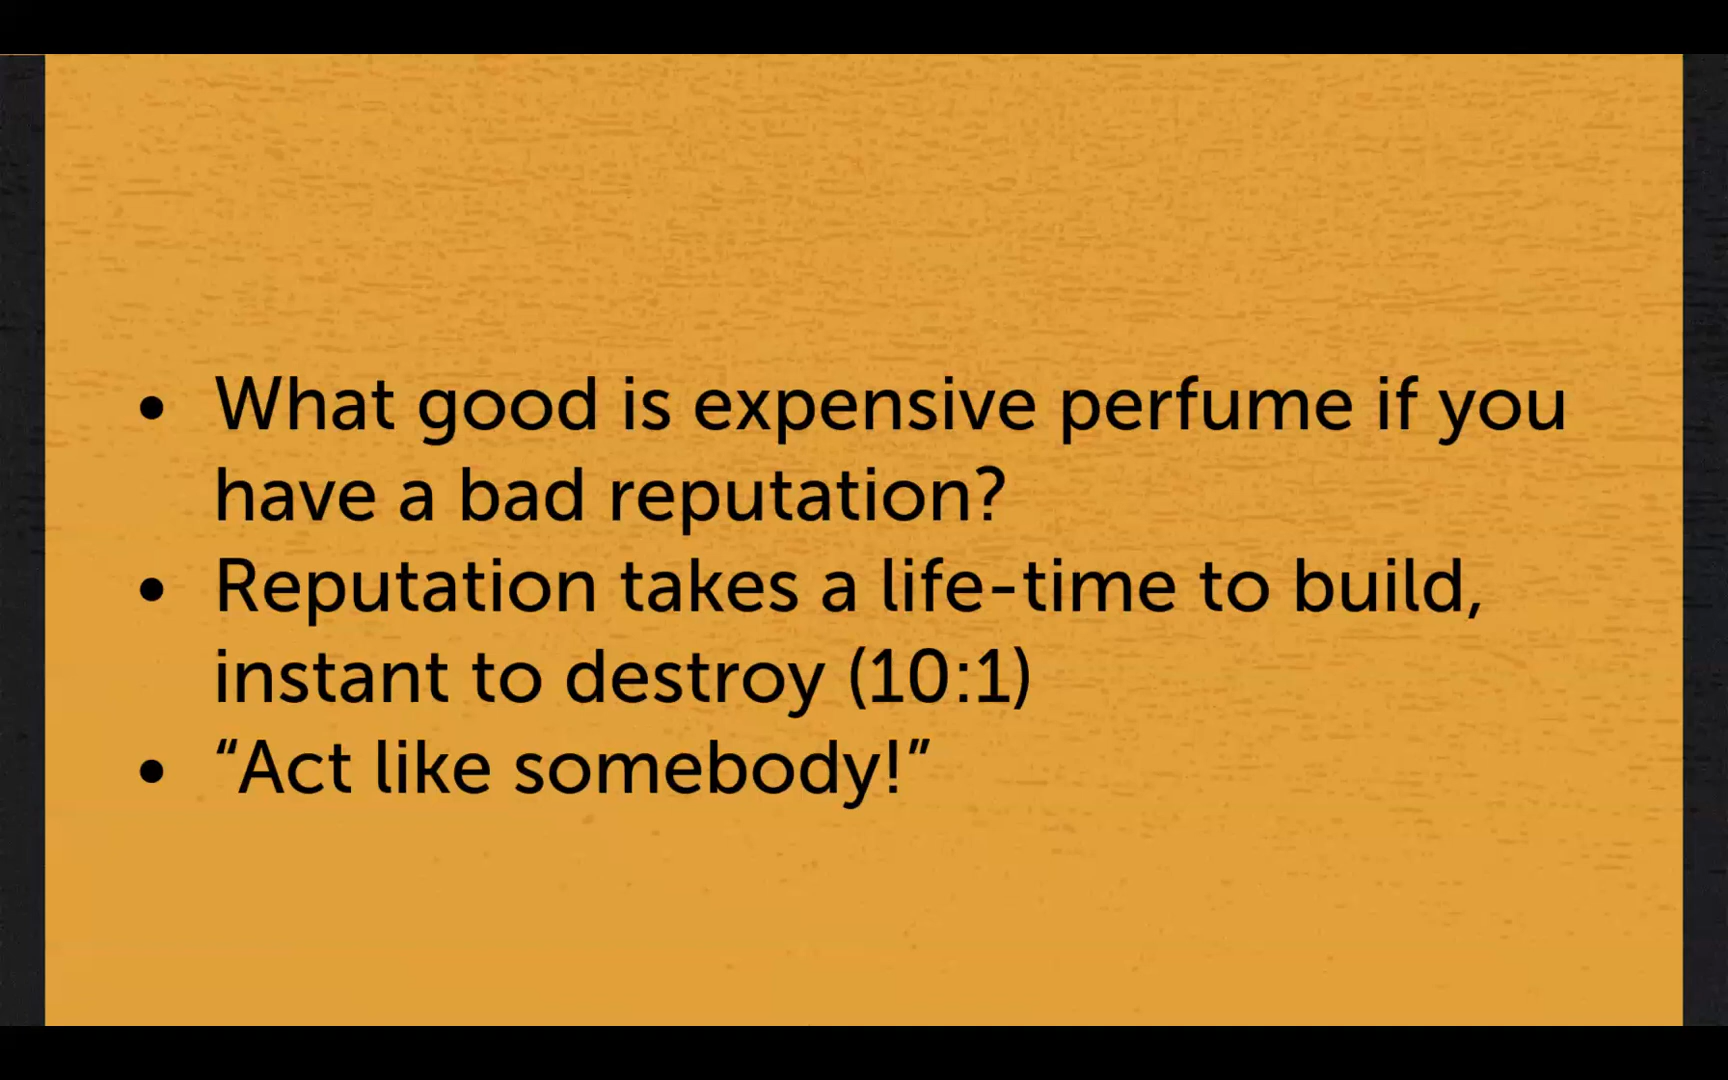 • What good is expensive perfume if you
have a bad reputation?
• Reputation takes a life-time to build,
instant to destroy (10:1)
• “Act like somebody!”